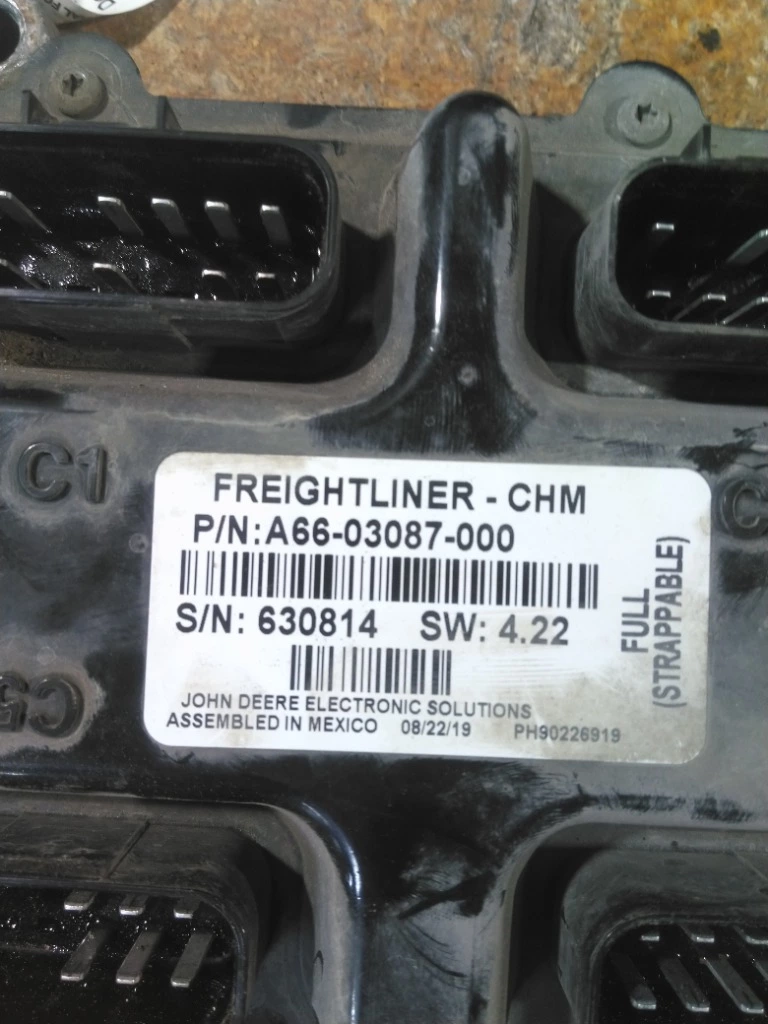 C1
FREIGHTLINER - CHM
P/N:A66-03087-000
S/N: 630814 SW: 4.22
FULL
(STRAPPABLE)
JOHN DEERE ELECTRONIC SOLUTIONS
ASSEMBLED IN MEXICO 08/22/19 PH90226919
C5